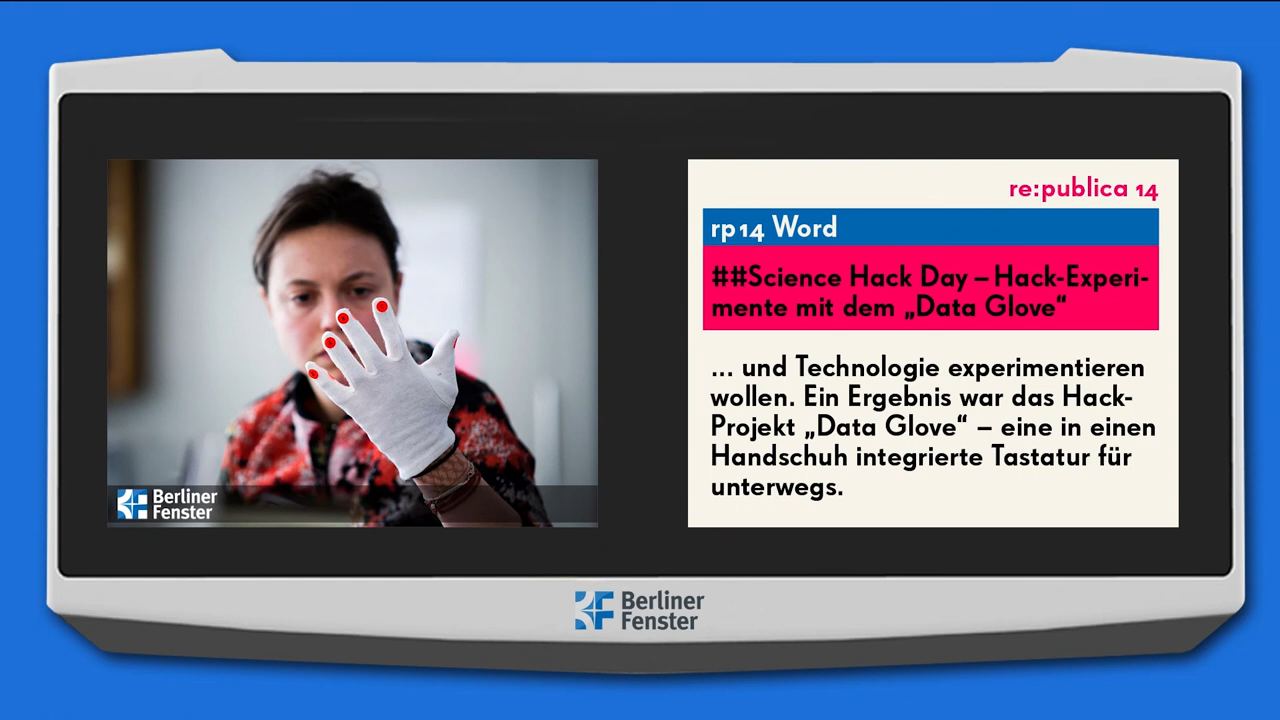 Berliner
Fenster
re:publica 14
rp14 Word
##Science Hack Day – Hack-Experi-
mente mit dem „Data Glove“
... und Technologie experimentieren
wollen. Ein Ergebnis war das Hack-
Projekt „Data Glove“ – eine in einen
Handschuh integrierte Tastatur für
unterwegs.
Berliner
Fenster